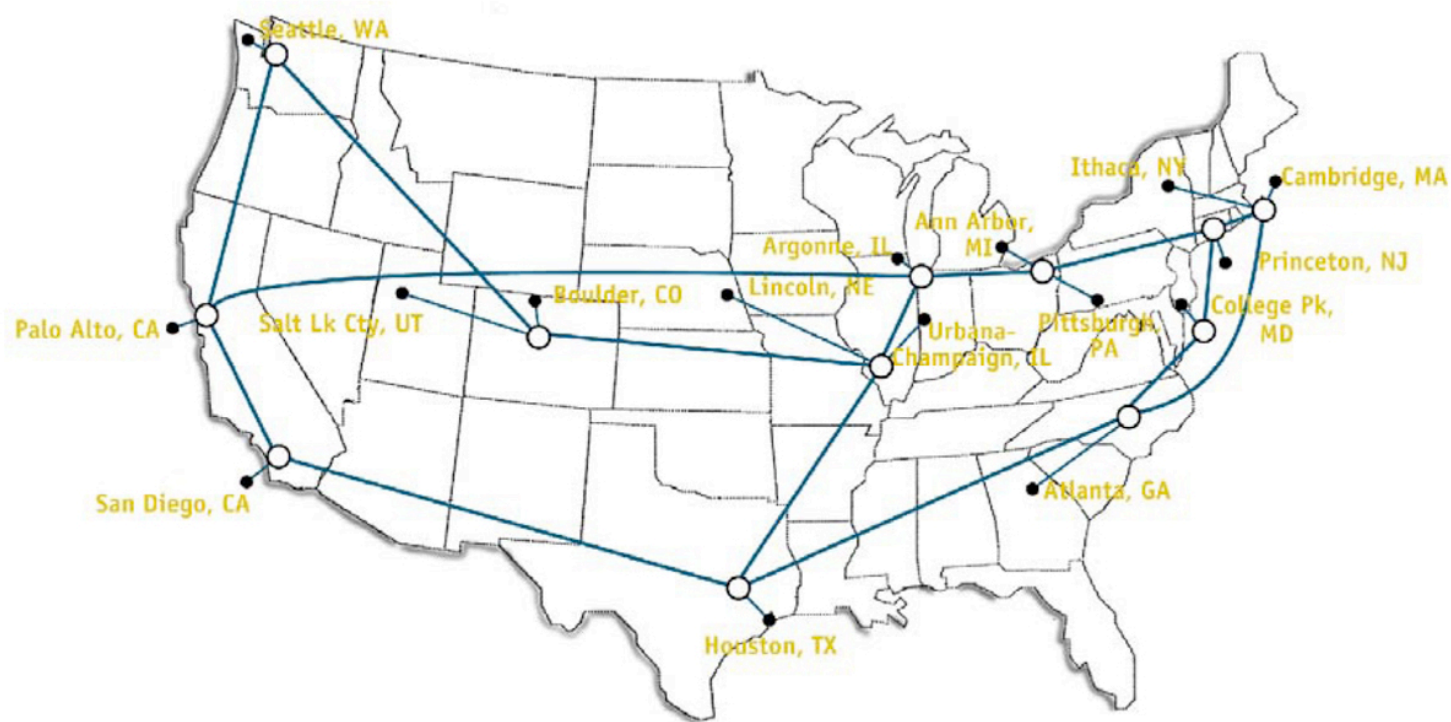 Seattle, WA
Ithaca, NY
Cambridge, MA
Ann Arbor,
MI
Argonne, IL
Princeton, NJ
Lincoln, NE
Boulder, CO
Salt Lk Cty, UT
Palo Alto, CA
College Pk,
MD
Pittsburgh,
PA
Urbana-
Champaign, IL
San Diego, CA
Atlanta, GA
Houston, TX